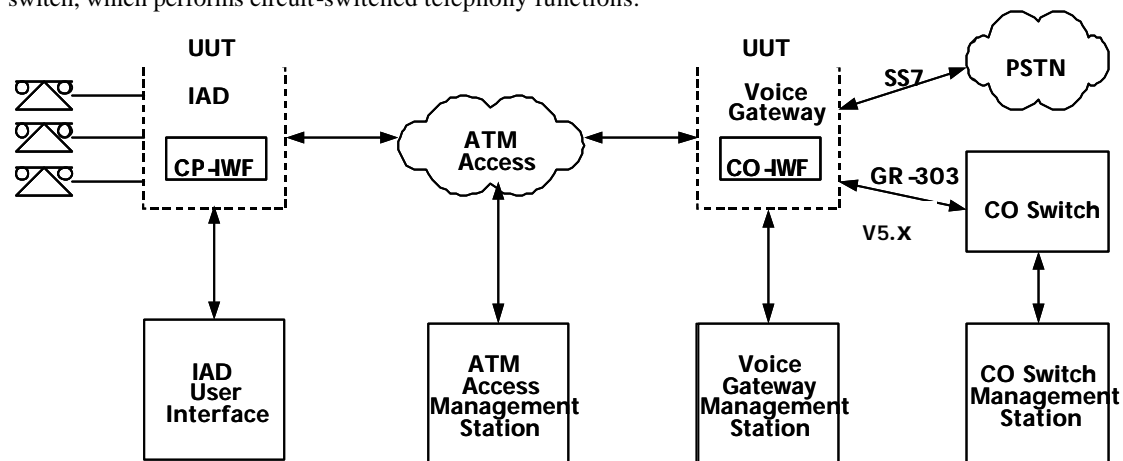 switch, which performs circuit-switched telephony functions.
UUT
IAD
CP-IWF
ATM
Access
UUT
Voice
Gateway
CO-IWF
SS7
PSTN
GR-303
V5.x
CO Switch
IAD
User
Interface
ATM
Access
Management
Station
Voice
Gateway
Management
Station
CO Switch
Management
Station